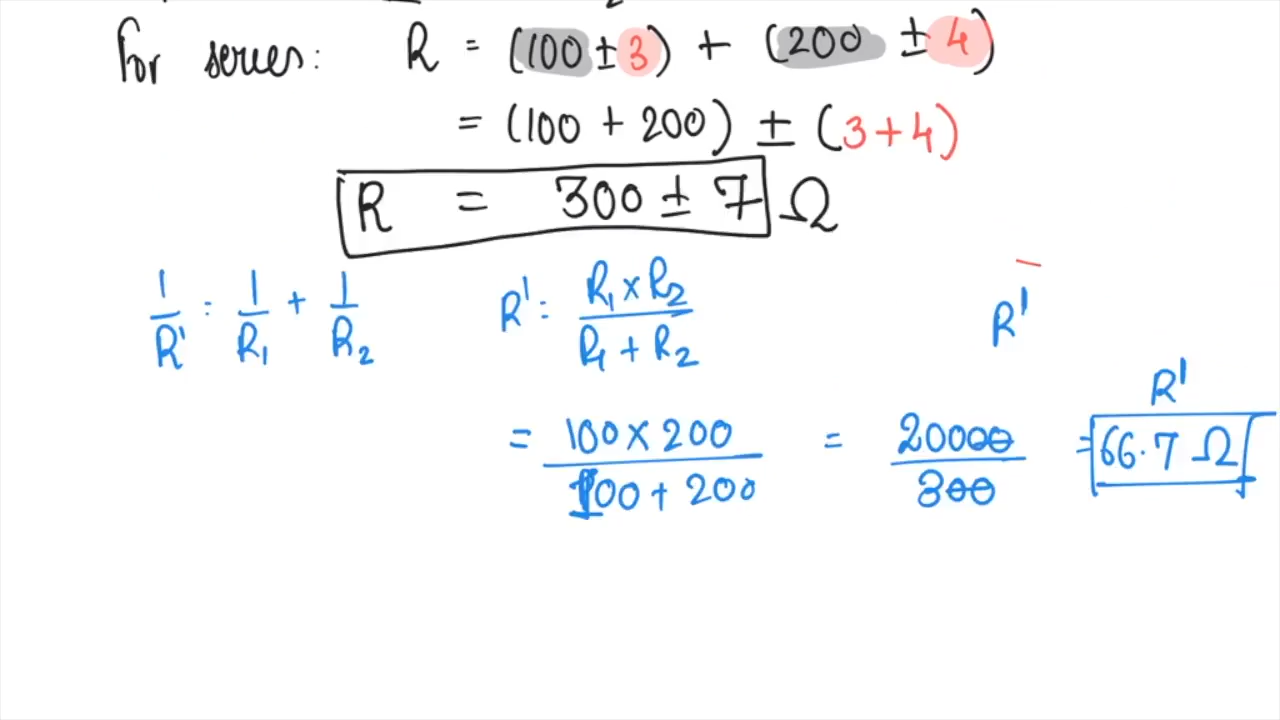 For series: R = (100 ± 3) + (200 ± 4)
= (100 + 200) ± (3 + 4)
R = 300 ± 7 Ω
1/R' = 1/R₁ + 1/R₂
R' = R₁ × R₂ / R₁ + R₂
R'
R'
= 100 × 200 / 100 + 200 = 20000 / 300 = 66.7 Ω